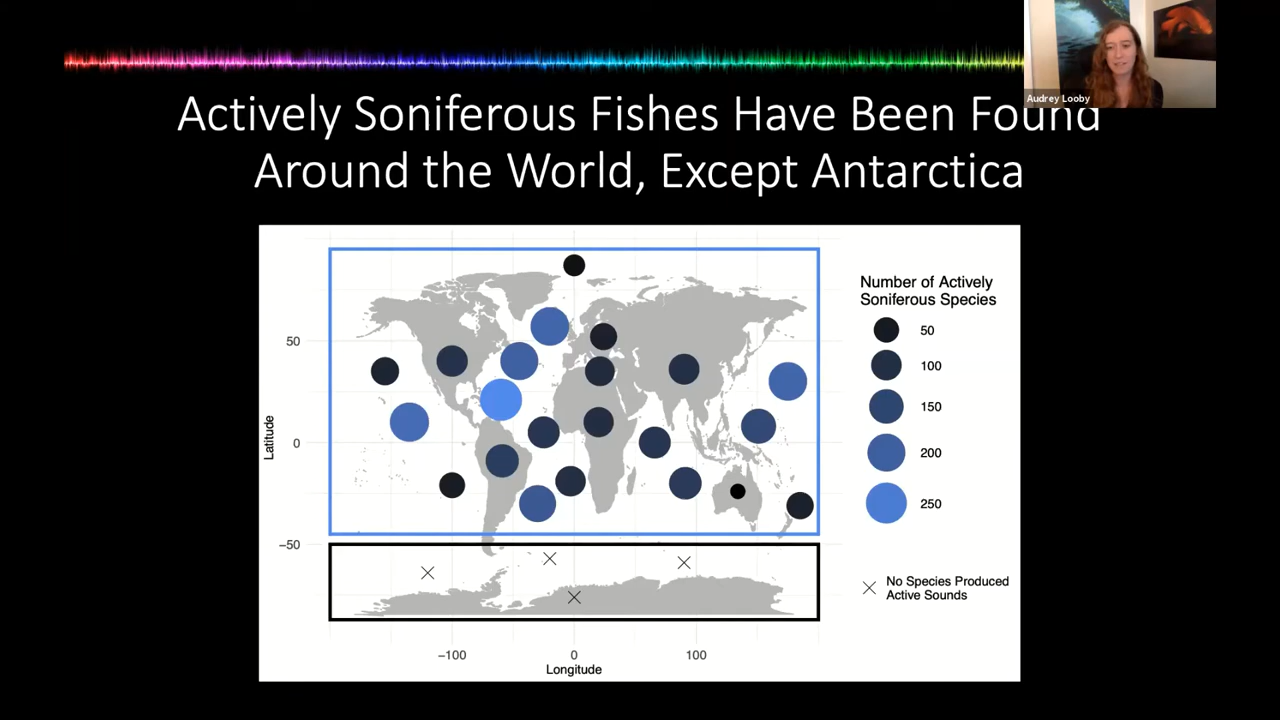 Audrey Looby
Actively Soniferous Fishes Have Been Found
Around the World, Except Antarctica
Number of Actively
Soniferous Species
50
100
150
200
250
No Species Produced
Active Sounds
Latitude
50
0
−50
−100
0
100
Longitude